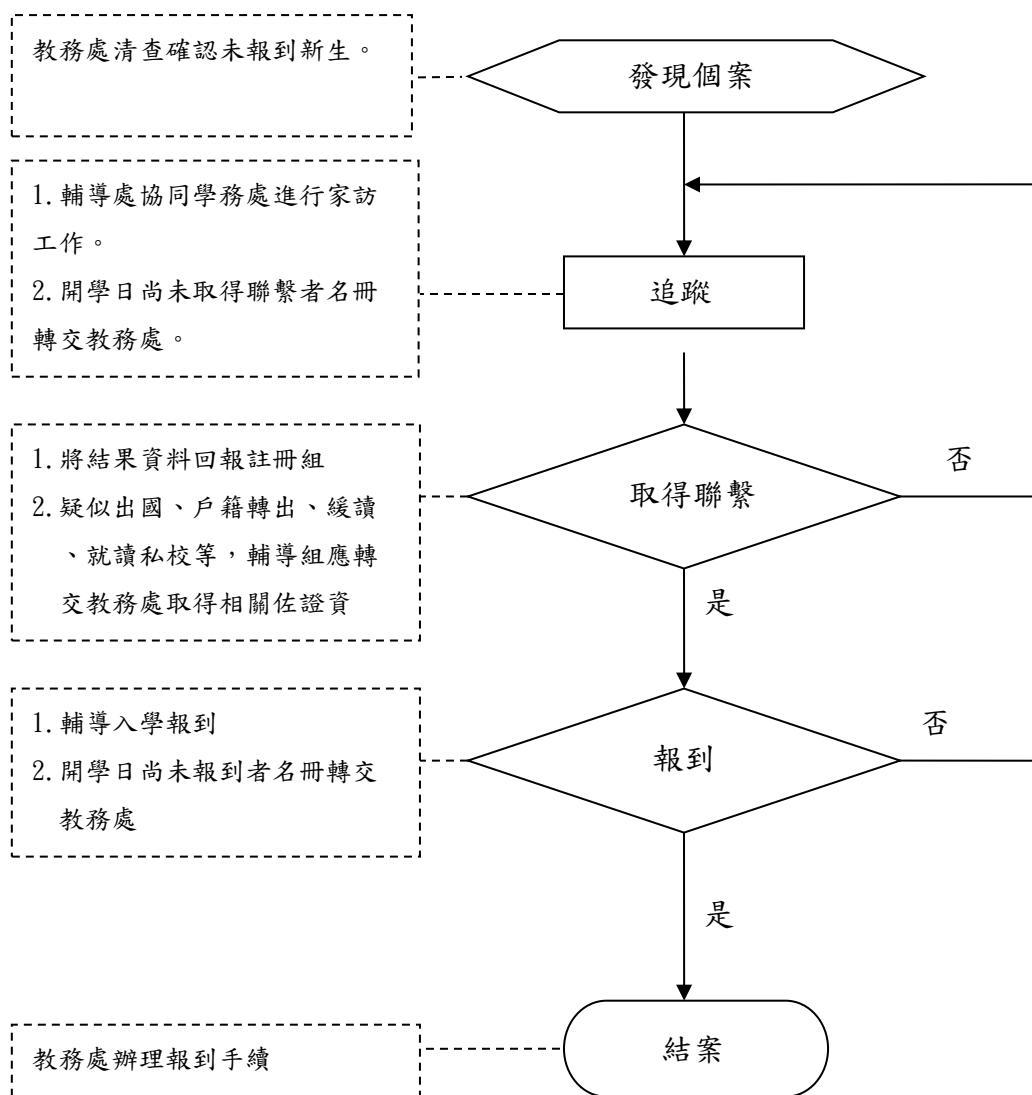 教務處清查確認未報到新生。
發現個案
1.輔導處協同學務處進行家訪
工作。
2.開學日尚未取得聯繫者名冊
轉交教務處。
追蹤
1.將結果資料回報註冊組
2.疑似出國、戶籍轉出、緩讀
、就讀私校等，輔導組應轉
交教務處取得相關佐證資
取得聯繫
否
是
1.輔導入學報到
2.開學日尚未報到者名冊轉交
教務處
報到
否
是
教務處辦理報到手續
結案